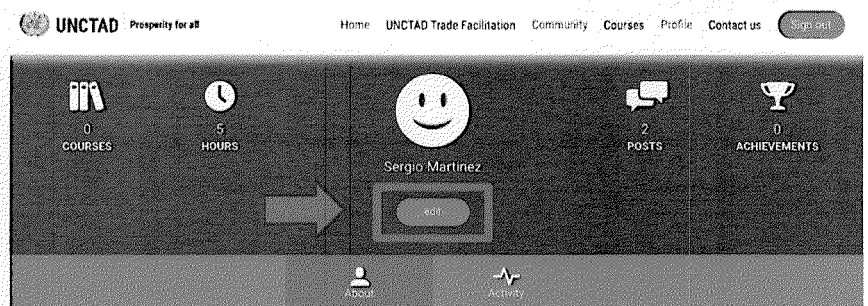 UNCTAD Prosperity for all
Home UNCTAD Trade Facilitation Community Courses Profile Contact us Sign out
0
COURSES
5
HOURS
Sergio Martinez
edit
2
POSTS
0
ACHIEVEMENTS
About
Activity